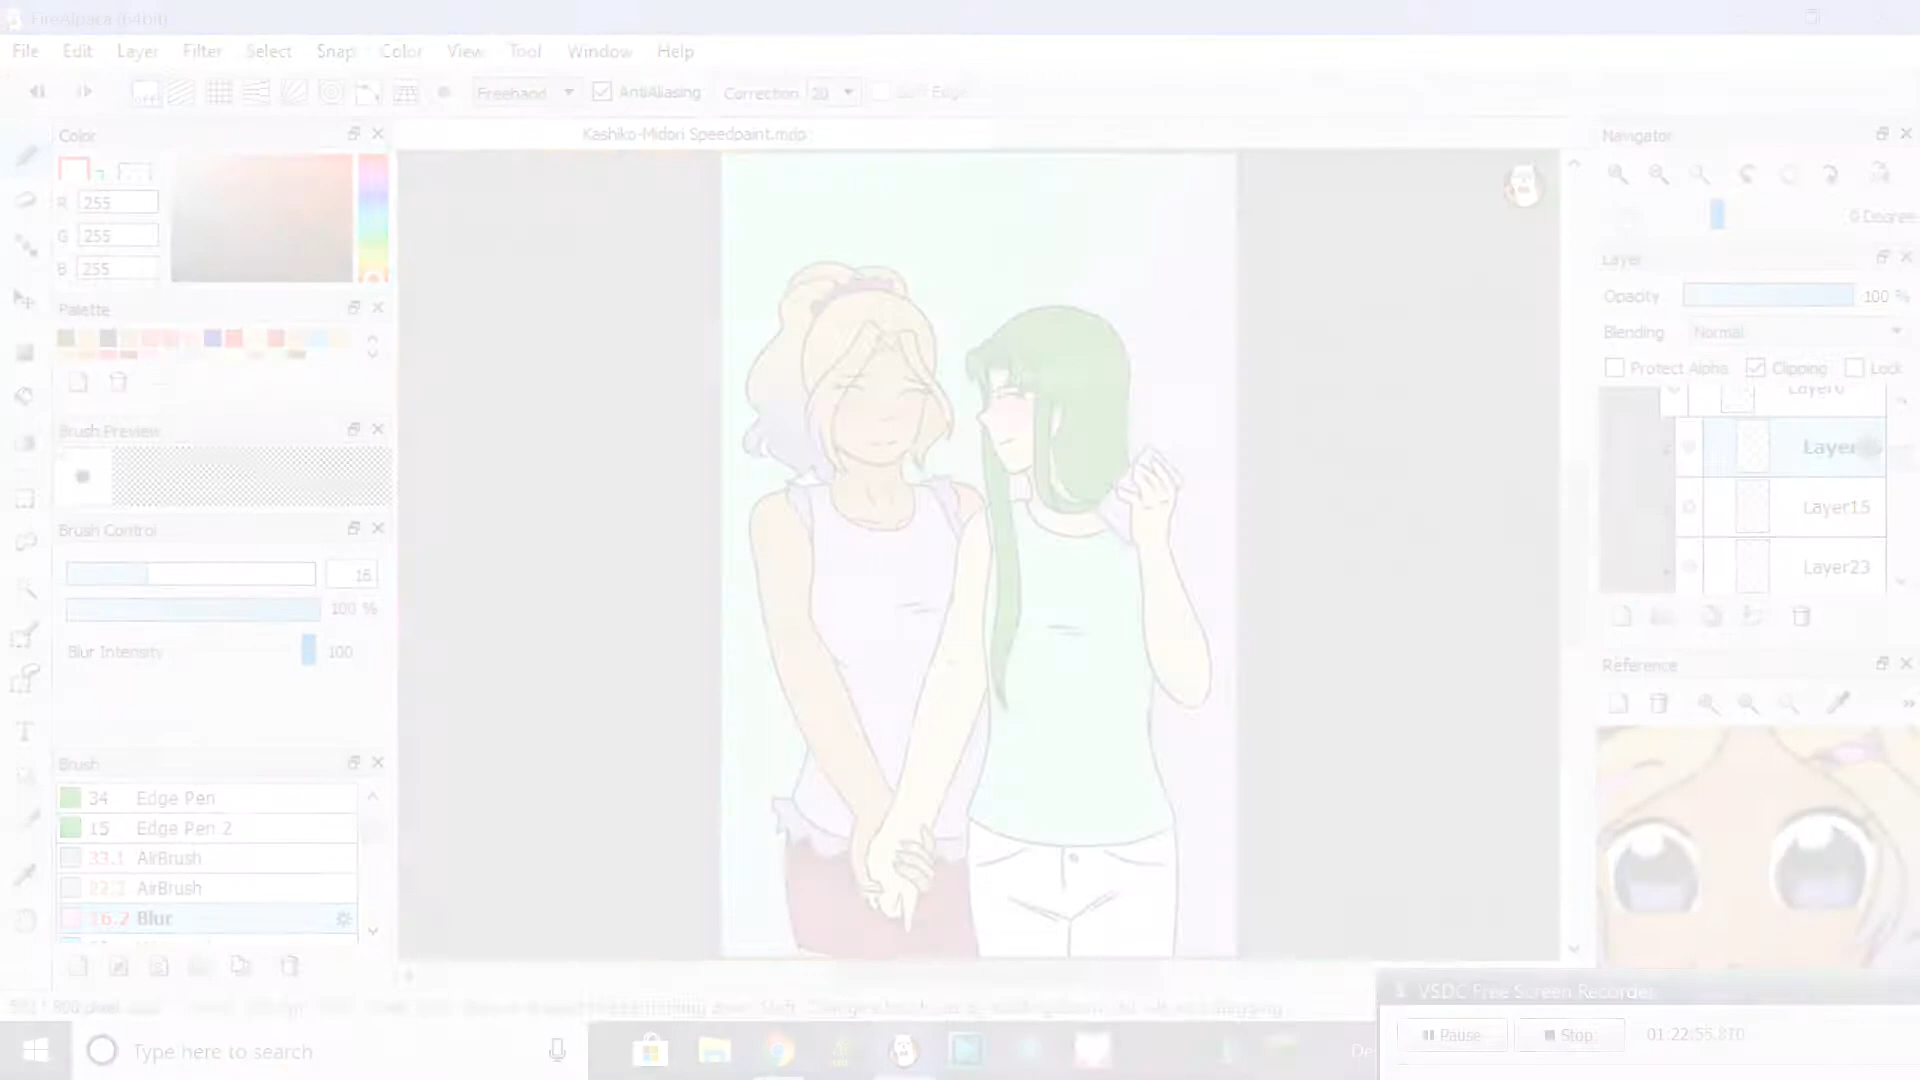 FireAlpaca (64bit)
File Edit Layer Filter Select Snap Color View Tool Window Help
off Freehand AntiAliasing Correction 20 Soft Edge
Color Kashiko-Midori Speedpaint.mdp Navigator
R 255
G 255
B 255
0 Degree
Layer
Palette
Opacity 100 %
Blending Normal
Protect Alpha Clipping Lock
Brush Preview
Layer
Layer15
Brush Control
Layer23
16
100 %
Blur Intensity 100
Reference
Brush
34 Edge Pen
15 Edge Pen 2
33.1 AirBrush
AirBrush
16.2 Blur
VSDC Free Screen Recorder
Type here to search
Pause Stop 01:22:55.810